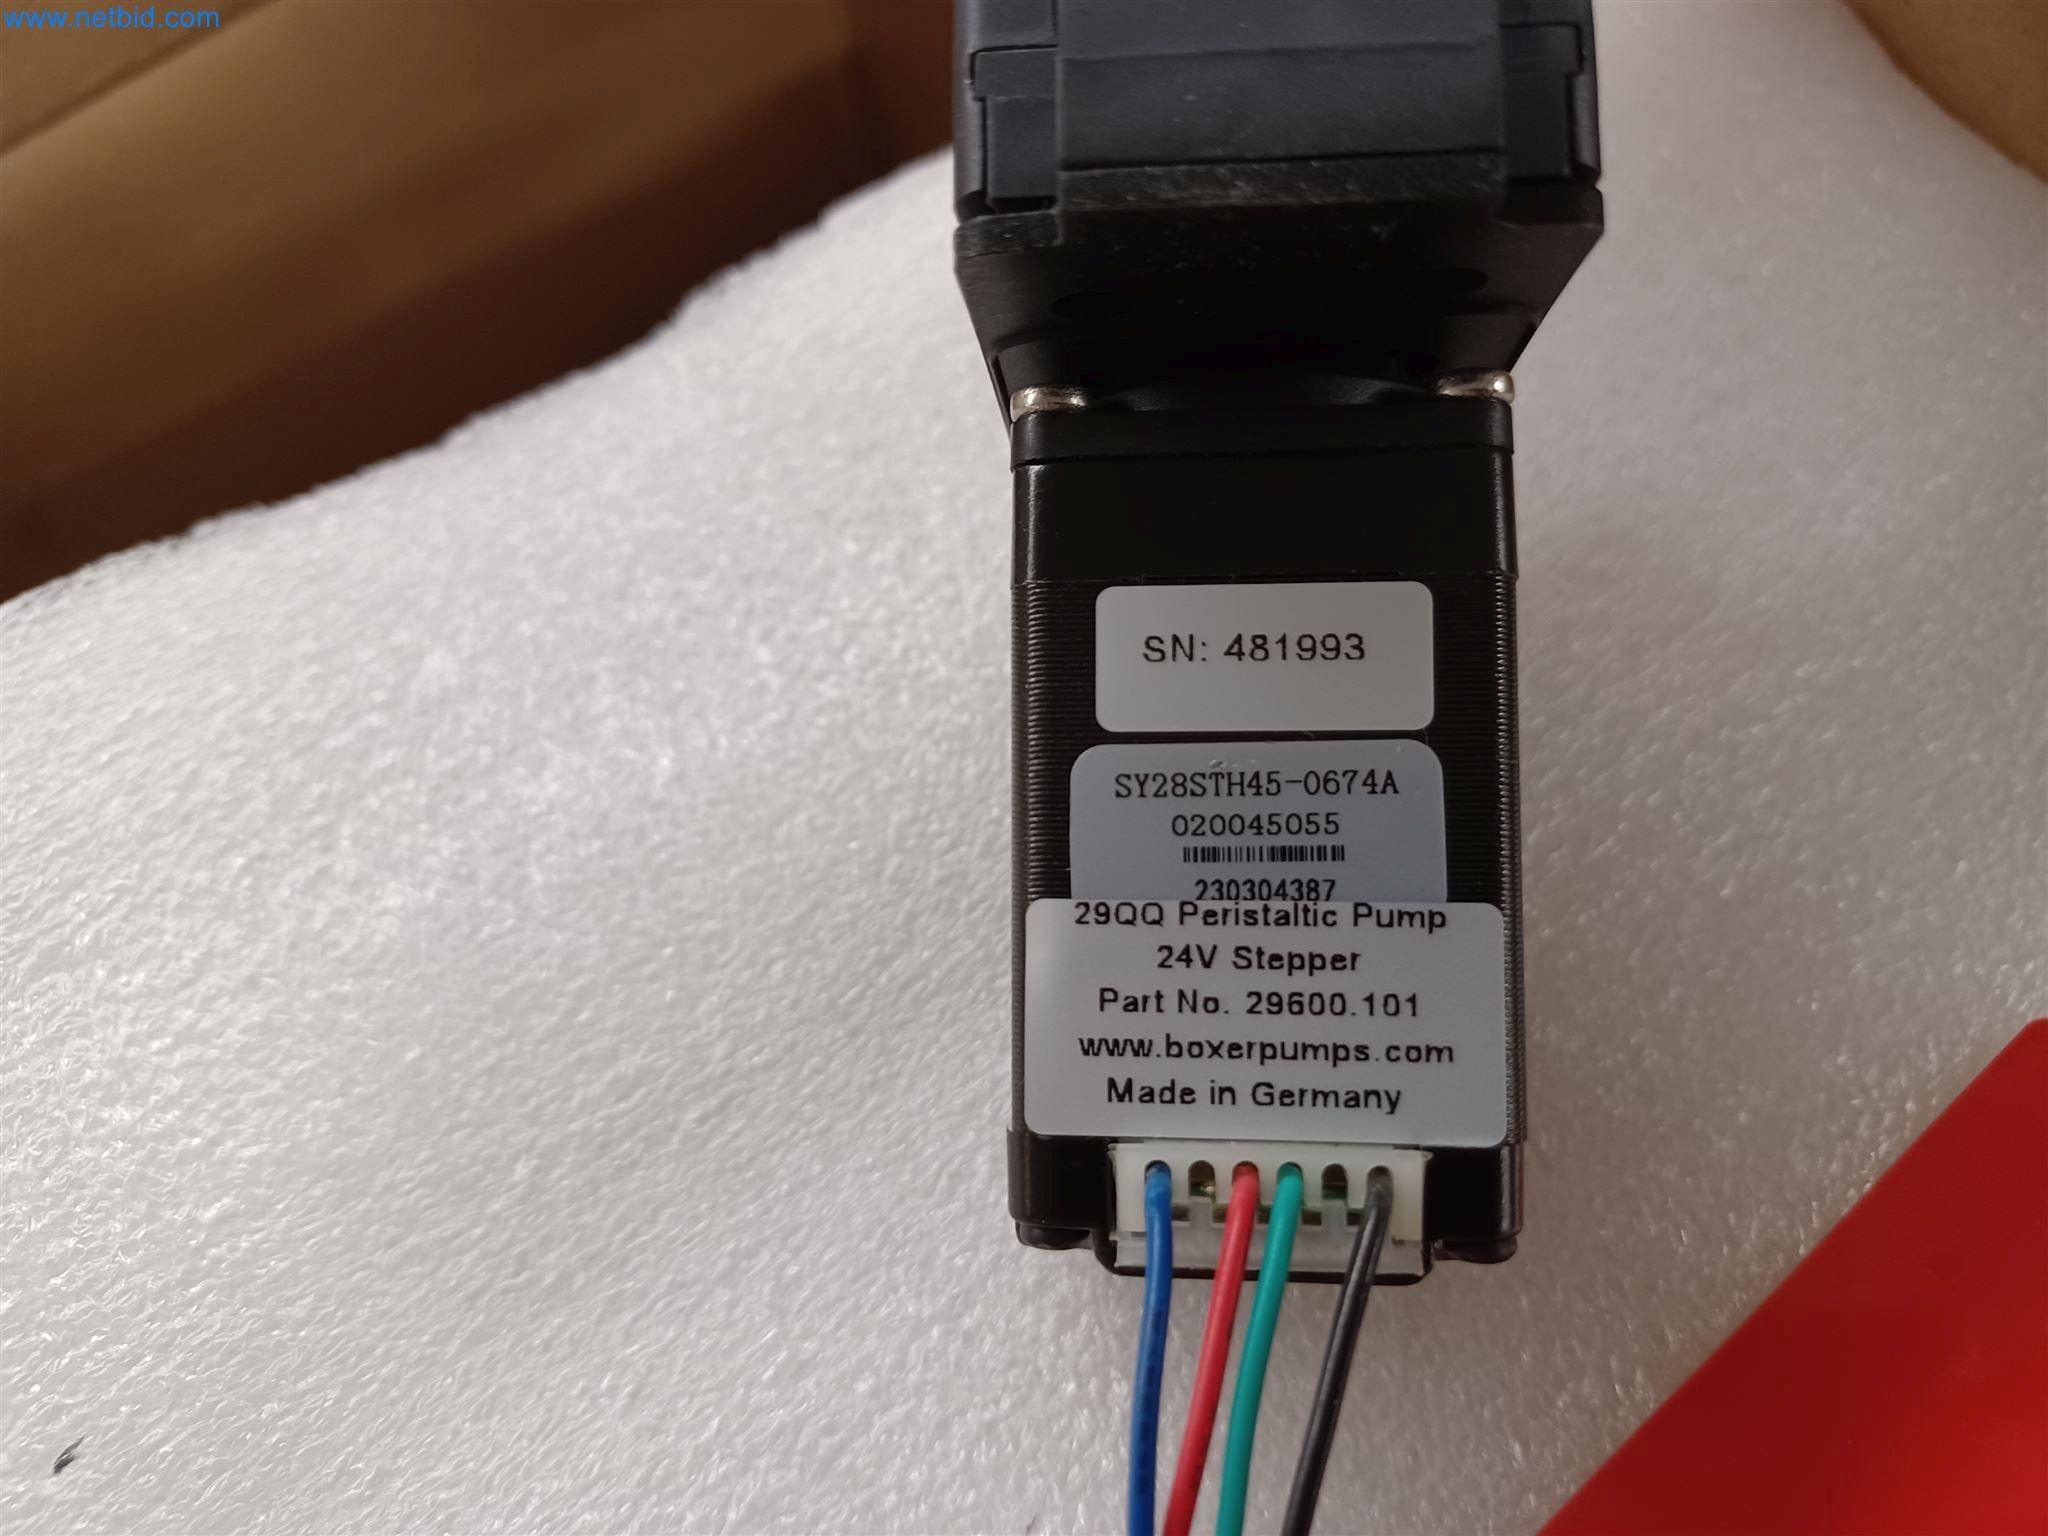 www.netbid.com
SN: 481993
SY28STH45-0674A
020045055
230304387
29QQ Peristaltic Pump
24V Stepper
Part No. 29600.101
www.boxerpumps.com
Made in Germany